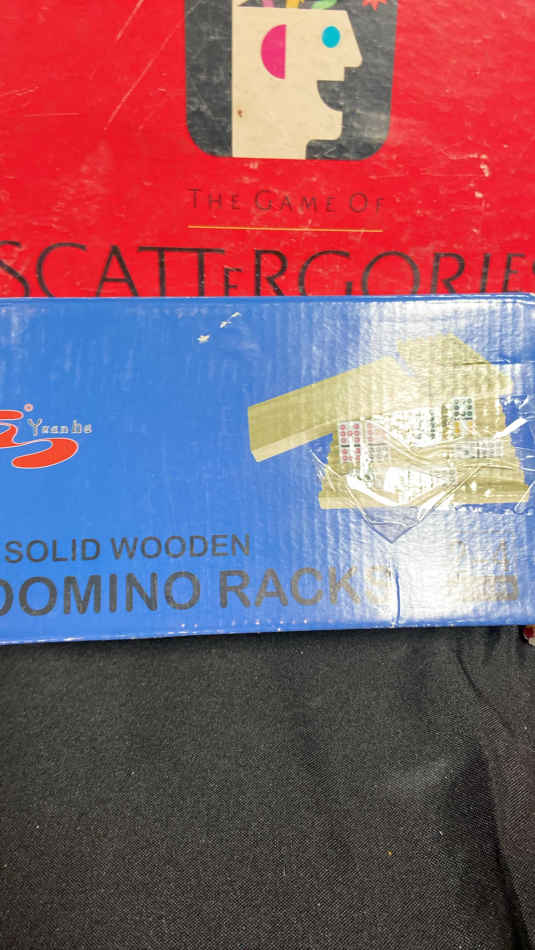 THE GAME OF
SCATTERGORIES
Yuanhe
SOLID WOODEN
DOMINO RACKS